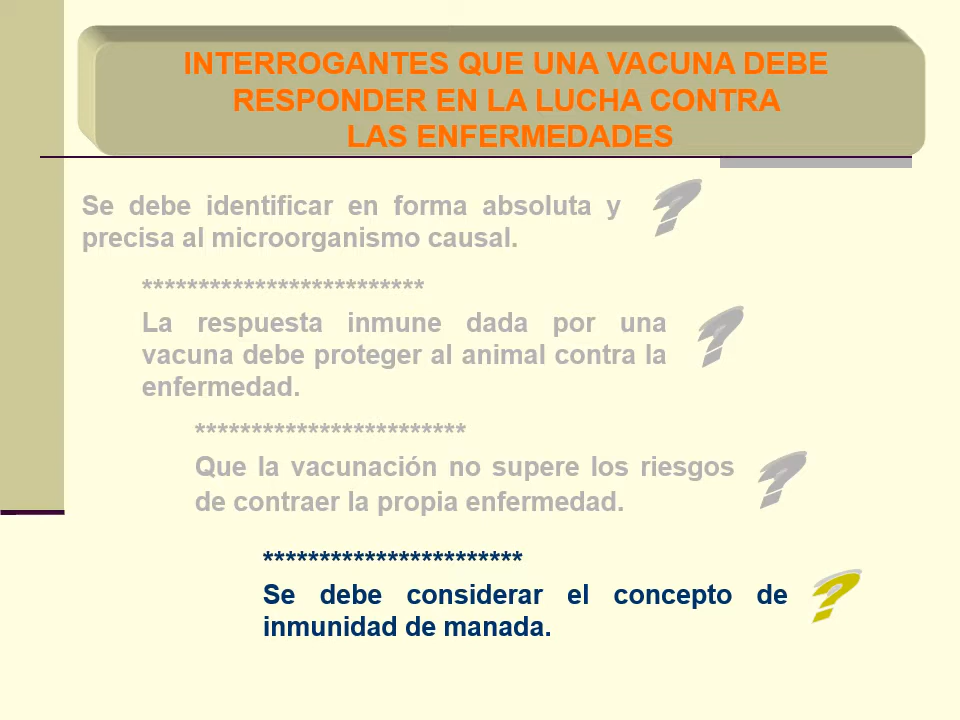 INTERROGANTES QUE UNA VACUNA DEBE
RESPONDER EN LA LUCHA CONTRA
LAS ENFERMEDADES
Se debe identificar en forma absoluta y
precisa al microorganismo causal.
?
*************************
La respuesta inmune dada por una
vacuna debe proteger al animal contra la
enfermedad.
?
************************
Que la vacunación no supere los riesgos
de contraer la propia enfermedad.
?
***********************
Se debe considerar el concepto de
inmunidad de manada.
?